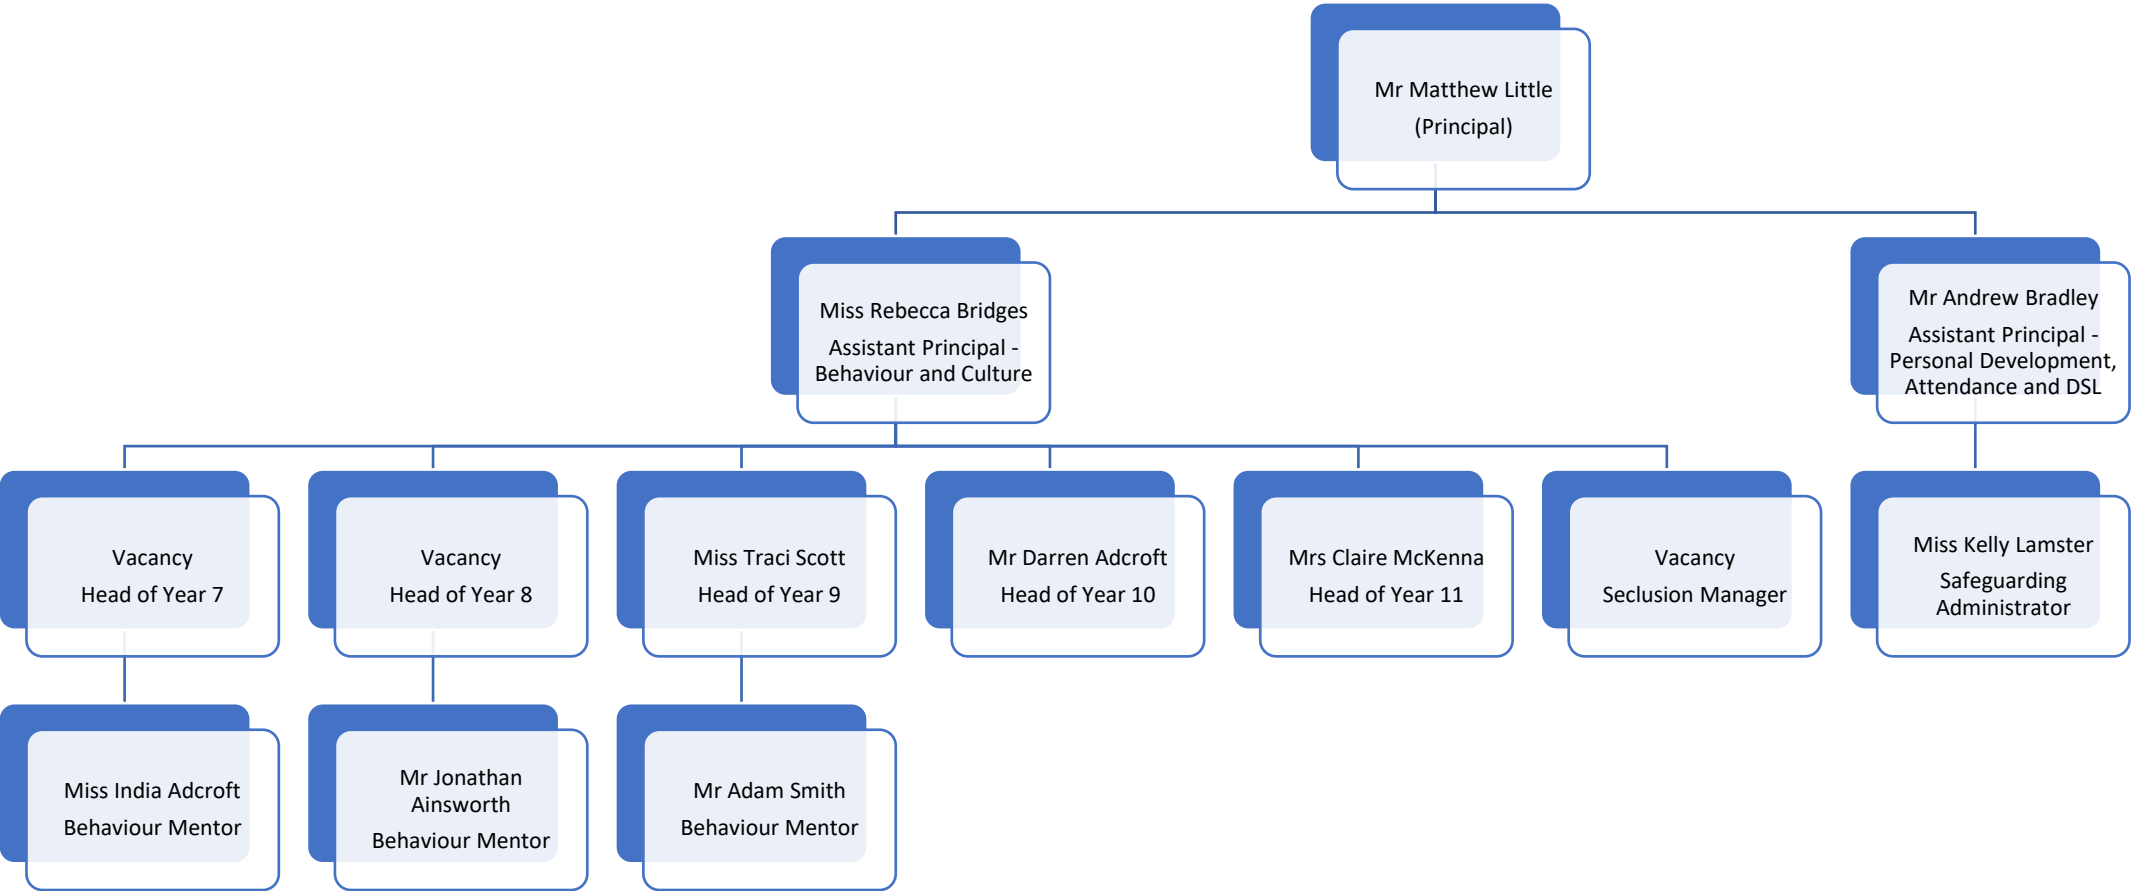 Mr Matthew Little
(Principal)
Miss Rebecca Bridges
Assistant Principal -
Behaviour and Culture
Mr Andrew Bradley
Assistant Principal -
Personal Development,
Attendance and DSL
Vacancy
Head of Year 7
Vacancy
Head of Year 8
Miss Traci Scott
Head of Year 9
Mr Darren Adcroft
Head of Year 10
Mrs Claire McKenna
Head of Year 11
Vacancy
Seclusion Manager
Miss Kelly Lamster
Safeguarding
Administrator
Miss India Adcroft
Behaviour Mentor
Mr Jonathan
Ainsworth
Behaviour Mentor
Mr Adam Smith
Behaviour Mentor